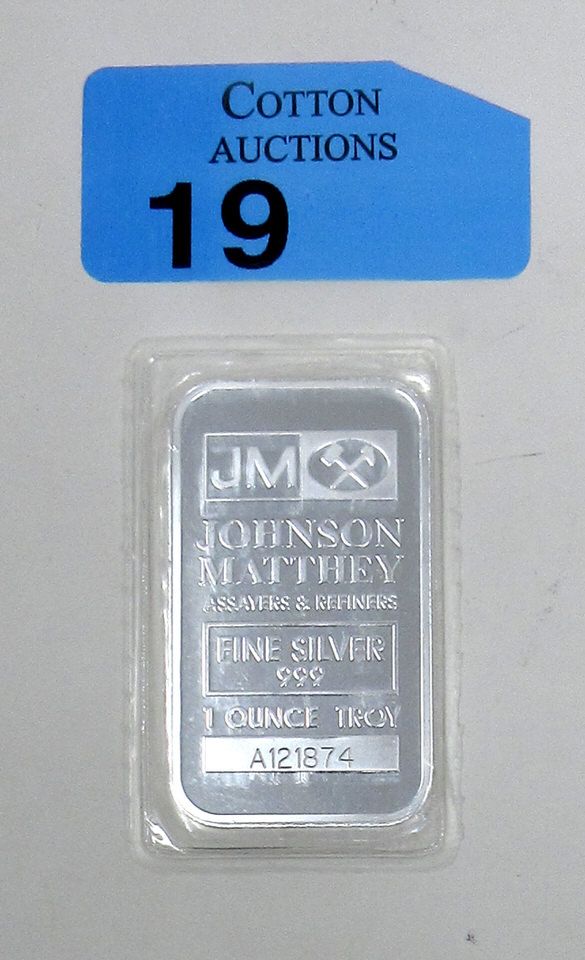 COTTON
AUCTIONS
19
JM
JOHNSON
MATTHEY
ASSAYERS & REFINERS
FINE SILVER
999
1 OUNCE TROY
A121874